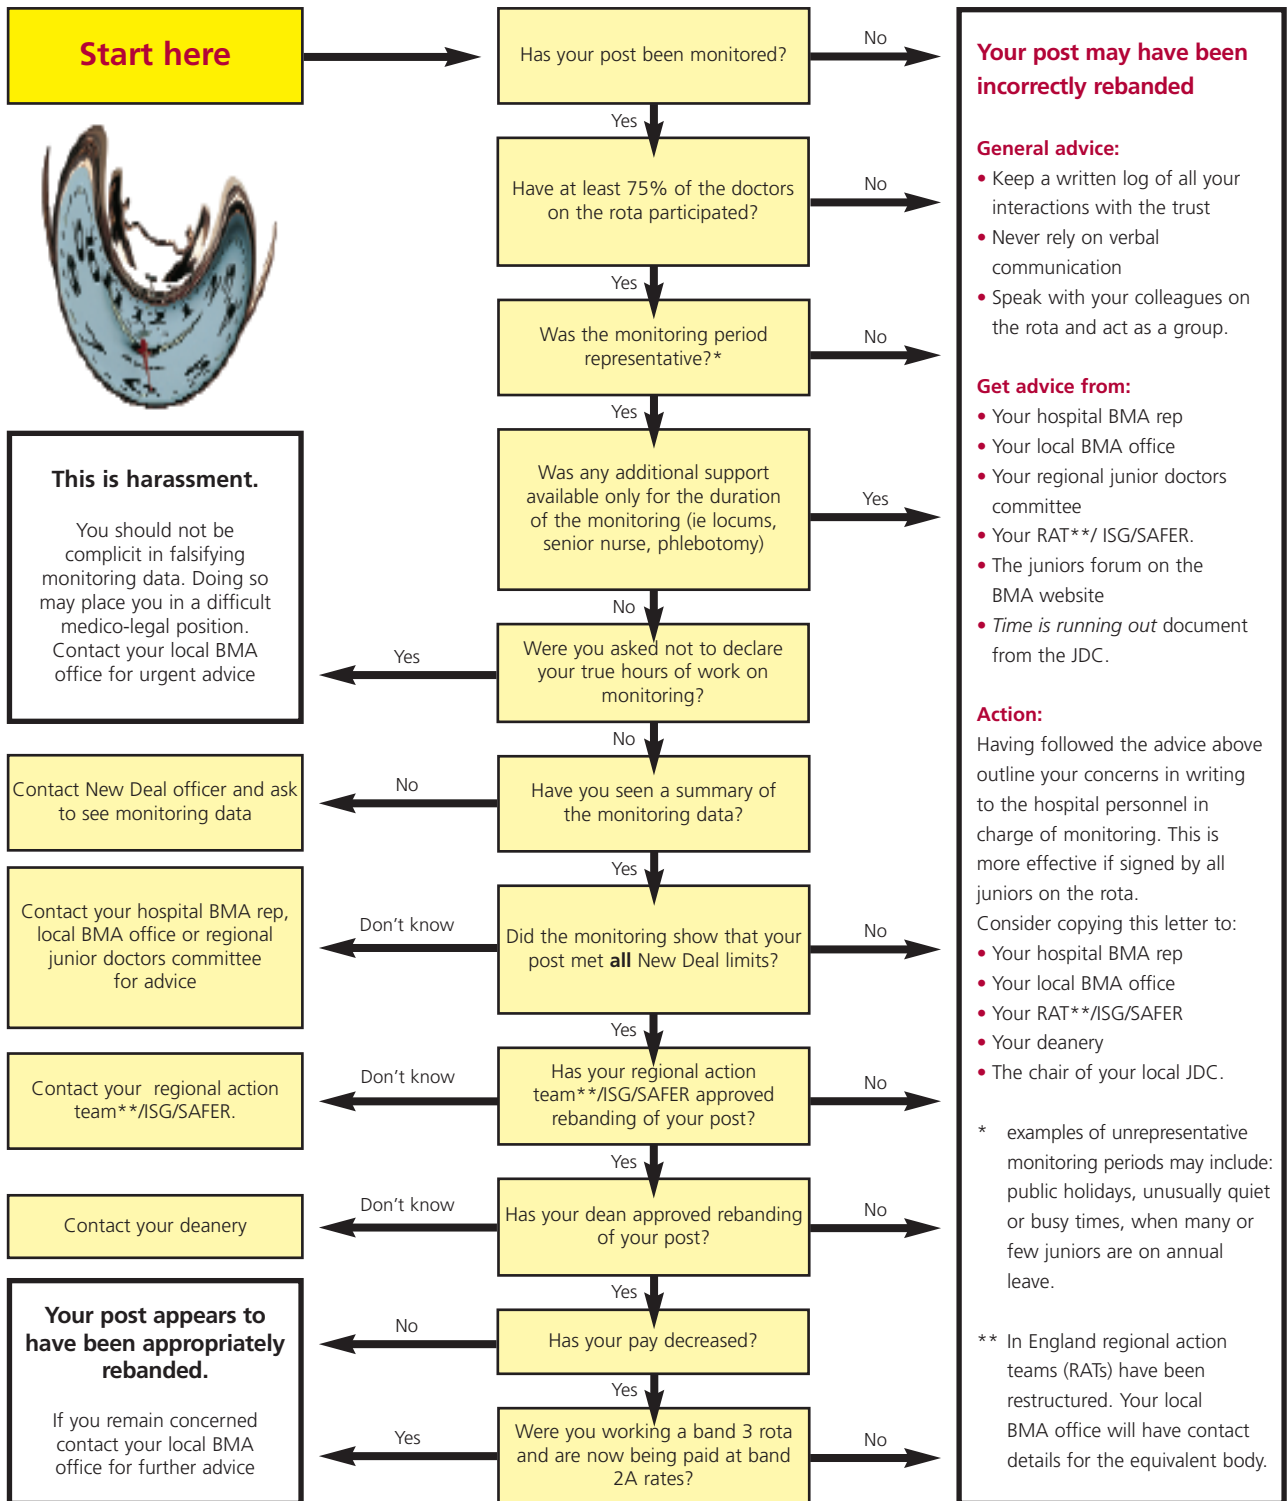 Start here
Has your post been monitored?
No
Yes
Have at least 75% of the doctors
on the rota participated?
No
Yes
Was the monitoring period
representative?*
No
Yes
Was any additional support
available only for the duration
of the monitoring (ie locums,
senior nurse, phlebotomy)
Yes
No
Were you asked not to declare
your true hours of work on
monitoring?
Yes
This is harassment.
You should not be
complicit in falsifying
monitoring data. Doing so
may place you in a difficult
medico-legal position.
Contact your local BMA
office for urgent advice
No
Have you seen a summary of
the monitoring data?
No
Contact New Deal officer and ask
to see monitoring data
Yes
Did the monitoring show that your
post met all New Deal limits?
Don't know
Contact your hospital BMA rep,
local BMA office or regional
junior doctors committee
for advice
No
Yes
Has your regional action
team**/ISG/SAFER approved
rebanding of your post?
Don't know
Contact your regional action
team**/ISG/SAFER.
No
Yes
Has your dean approved rebanding
of your post?
Don't know
Contact your deanery
No
Yes
Has your pay decreased?
No
Your post appears to
have been appropriately
rebanded.
If you remain concerned
contact your local BMA
office for further advice
Yes
Were you working a band 3 rota
and are now being paid at band
2A rates?
Yes
No
Your post may have been
incorrectly rebanded
General advice:
• Keep a written log of all your
interactions with the trust
• Never rely on verbal
communication
• Speak with your colleagues on
the rota and act as a group.
Get advice from:
• Your hospital BMA rep
• Your local BMA office
• Your regional junior doctors
committee
• Your RAT**/ ISG/SAFER.
• The juniors forum on the
BMA website
• Time is running out document
from the JDC.
Action:
Having followed the advice above
outline your concerns in writing
to the hospital personnel in
charge of monitoring. This is
more effective if signed by all
juniors on the rota.
Consider copying this letter to:
• Your hospital BMA rep
• Your local BMA office
• Your RAT**/ISG/SAFER
• Your deanery
• The chair of your local JDC.
* examples of unrepresentative
monitoring periods may include:
public holidays, unusually quiet
or busy times, when many or
few juniors are on annual
leave.
** In England regional action
teams (RATs) have been
restructured. Your local
BMA office will have contact
details for the equivalent body.